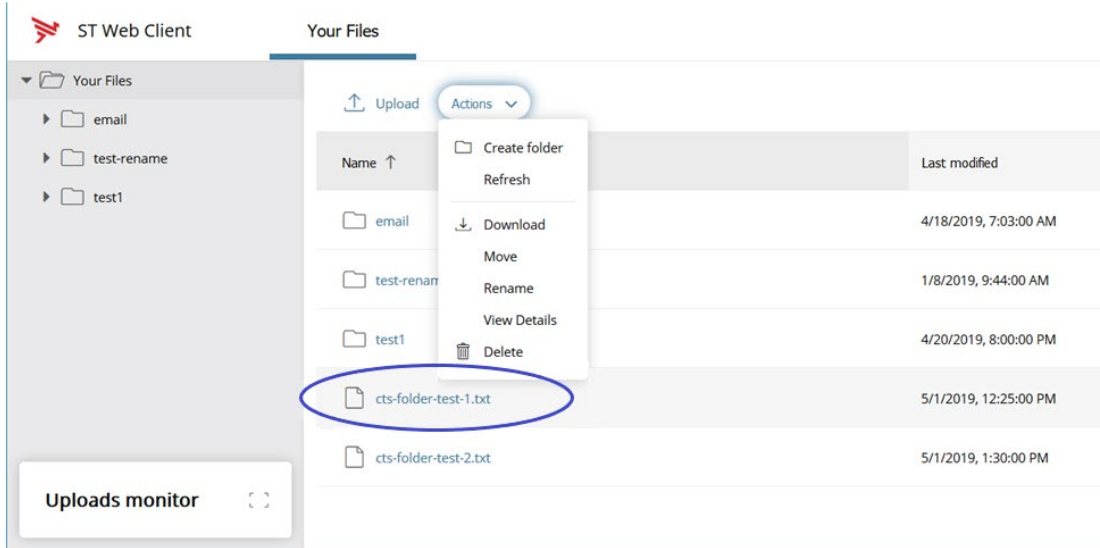 ST Web Client
Your Files
Your Files
email
test-rename
test1
Upload
Actions
Create folder
Refresh
Download
Move
Rename
View Details
Delete
Name
Last modified
email
4/18/2019, 7:03:00 AM
test-renam
1/8/2019, 9:44:00 AM
test1
4/20/2019, 8:00:00 PM
cts-folder-test-1.txt
5/1/2019, 12:25:00 PM
cts-folder-test-2.txt
5/1/2019, 1:30:00 PM
Uploads monitor